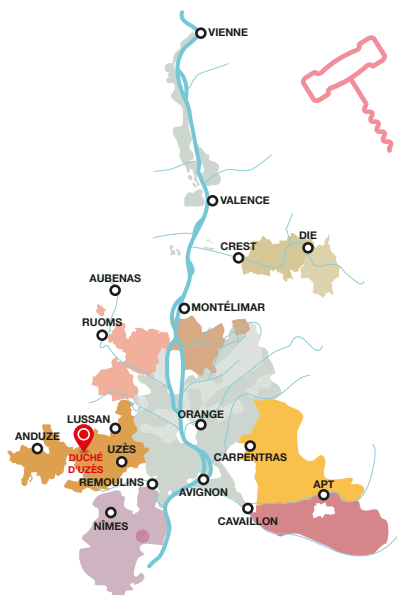 VIENNE
VALENCE
DIE
CREST
AUBENAS
MONTÉLIMAR
RUOMS
LUSSAN
ORANGE
ANDUZE
UZÈS
DUCHÉ
D'UZÈS
CARPENTRAS
REMOULINS
AVIGNON
APT
NÎMES
CAVAILLON